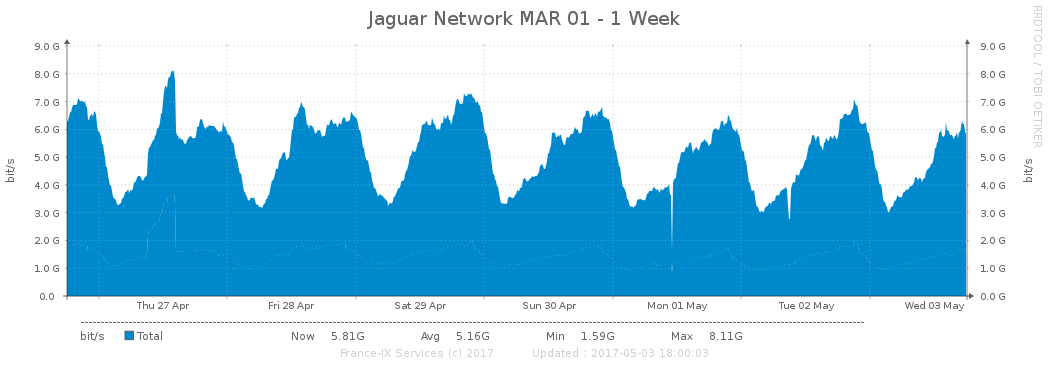 Jaguar Network MAR 01 - 1 Week
RRDTOOL / TOBI OETIKER
9.0 G 9.0 G
8.0 G 8.0 G
7.0 G 7.0 G
6.0 G 6.0 G
5.0 G 5.0 G
4.0 G 4.0 G
3.0 G 3.0 G
2.0 G 2.0 G
1.0 G 1.0 G
0.0 0.0 G
bit/s
bit/s
Thu 27 Apr Fri 28 Apr Sat 29 Apr Sun 30 Apr Mon 01 May Tue 02 May Wed 03 May
bit/s Total Now 5.81G Avg 5.16G Min 1.59G Max 8.11G
France-IX Services (c) 2017 Updated : 2017-05-03 18:00:03